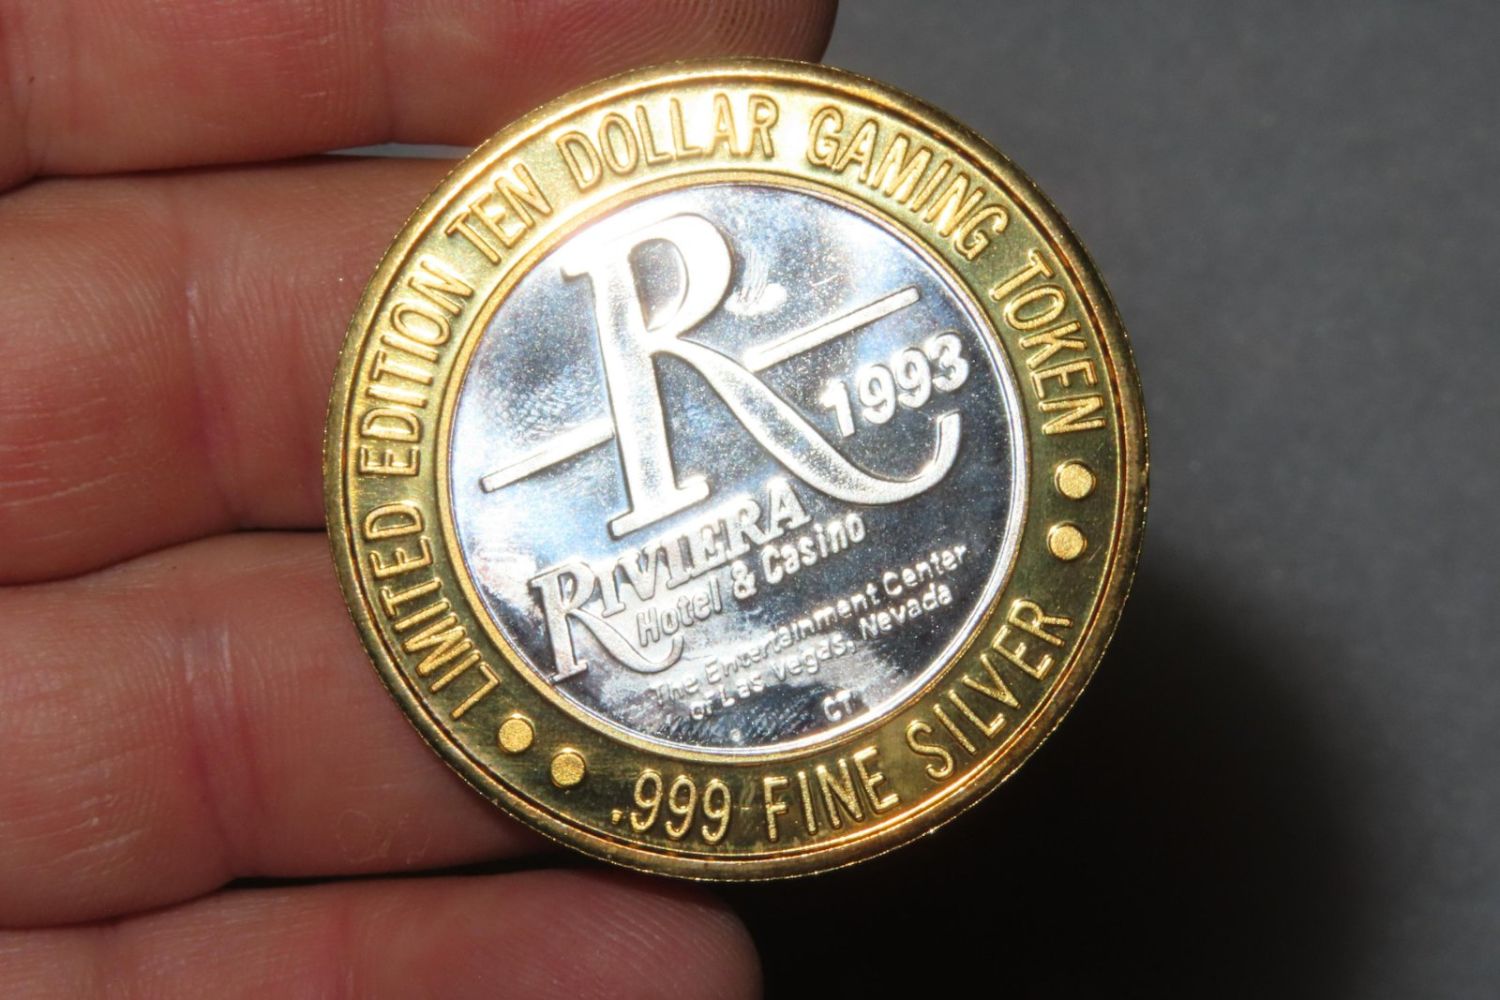 LIMITED EDITION TEN DOLLAR GAMING TOKEN
R
1993
RIVIERA
Hotel & Casino
The Entertainment Center
of Las Vegas, Nevada
CT
.999 FINE SILVER